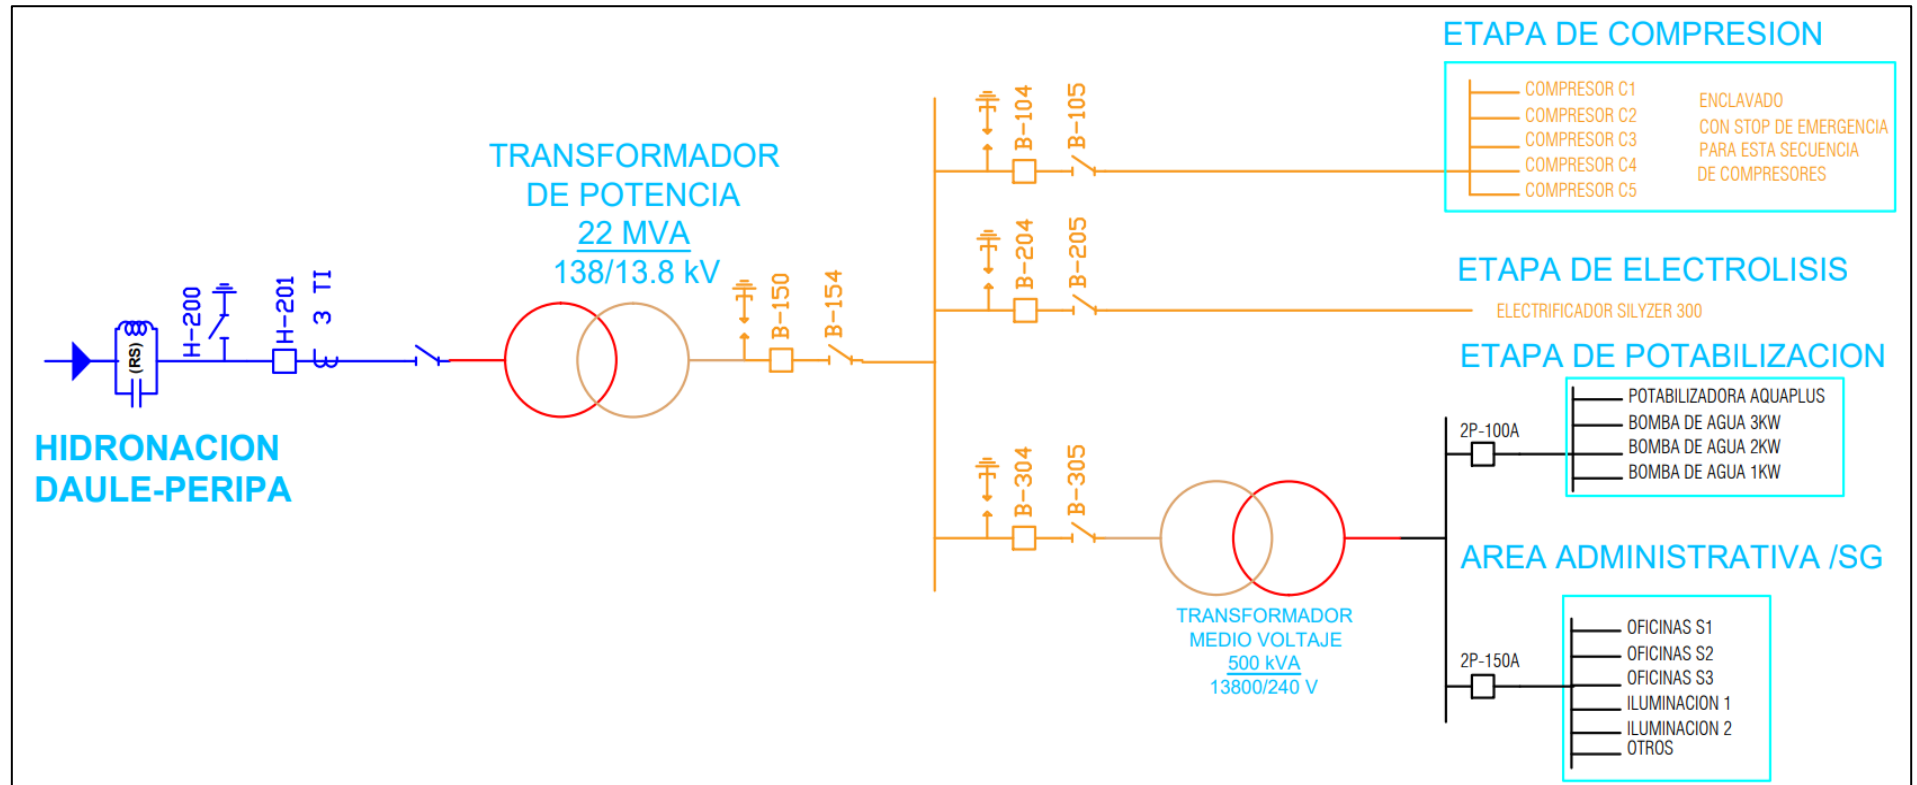 HIDRONACION
DAULE-PERIPA
(RS)
H-200
H-201
3 TI
TRANSFORMADOR
DE POTENCIA
22 MVA
138/13.8 kV
B-150
B-154
B-104
B-105
B-204
B-205
B-304
B-305
ETAPA DE COMPRESION
COMPRESOR C1
COMPRESOR C2
COMPRESOR C3
COMPRESOR C4
COMPRESOR C5
ENCLAVADO
CON STOP DE EMERGENCIA
PARA ESTA SECUENCIA
DE COMPRESORES
ETAPA DE ELECTROLISIS
ELECTRIFICADOR SILYZER 300
ETAPA DE POTABILIZACION
2P-100A
POTABILIZADORA AQUAPLUS
BOMBA DE AGUA 3KW
BOMBA DE AGUA 2KW
BOMBA DE AGUA 1KW
TRANSFORMADOR
MEDIO VOLTAJE
500 kVA
13800/240 V
AREA ADMINISTRATIVA /SG
2P-150A
OFICINAS S1
OFICINAS S2
OFICINAS S3
ILUMINACION 1
ILUMINACION 2
OTROS